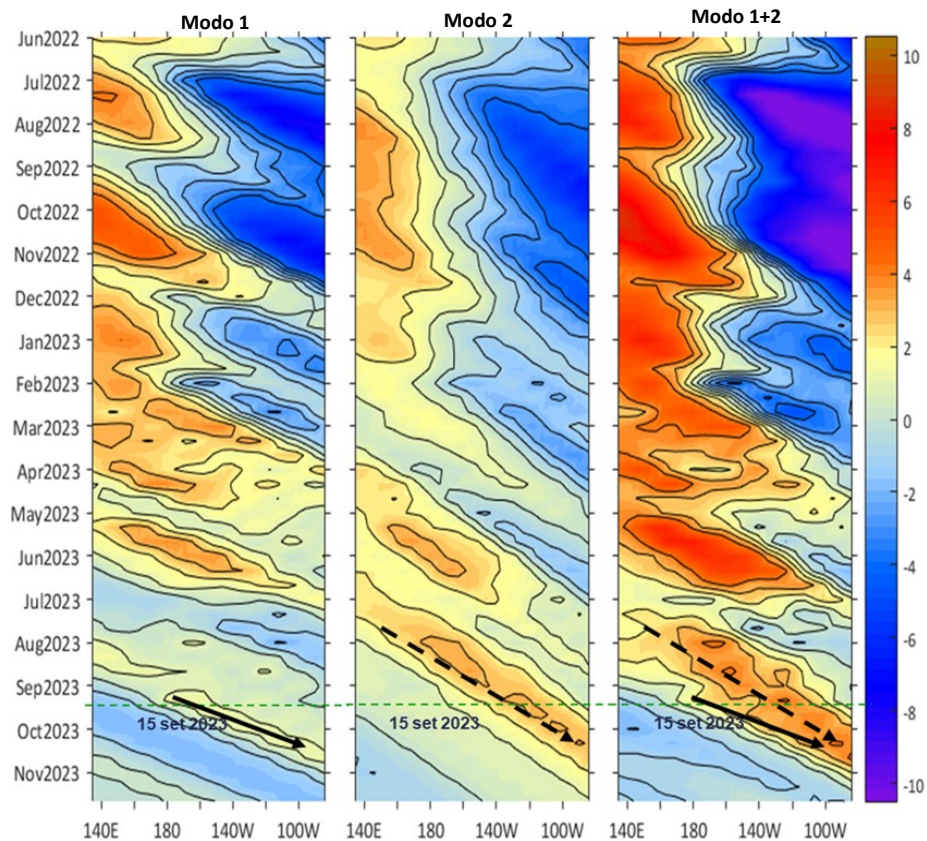 Modo 1
Modo 2
Modo 1+2
Jun2022
Jul2022
Aug2022
Sep2022
Oct2022
Nov2022
Dec2022
Jan2023
Feb2023
Mar2023
Apr2023
May2023
Jun2023
Jul2023
Aug2023
Sep2023
Oct2023
Nov2023
15 set 2023
15 set 2023
15 set 2023
140E 180 140W 100W
140E 180 140W 100W
140E 180 140W 100W
10
8
6
4
2
0
-2
-4
-6
-8
-10